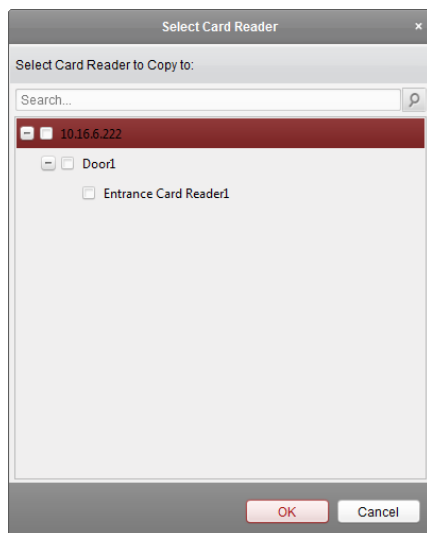 Select Card Reader ×
Select Card Reader to Copy to:
Search...
10.16.6.222
Door1
Entrance Card Reader1
OK Cancel